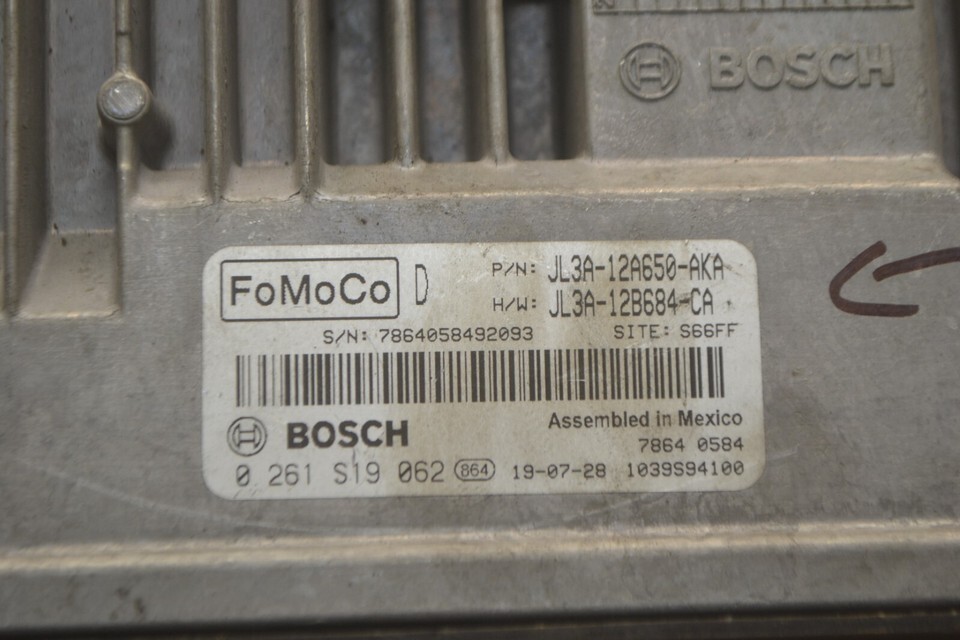 BOSCH
FoMoCo D P/N: JL3A-12A650-AKA
H/W: JL3A-12B684-CA
S/N: 7864058492093 SITE: S66FF
BOSCH Assembled in Mexico
7864 0584
0 261 S19 062 864 19-07-28 1039S94100